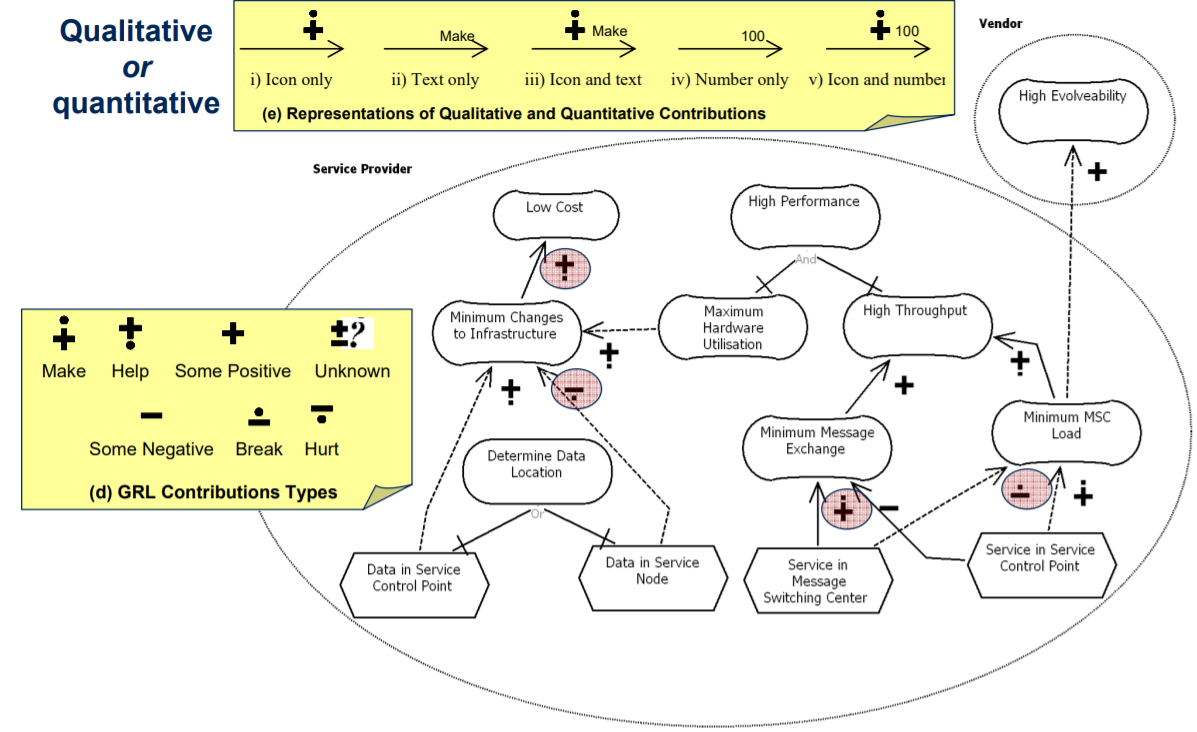 Qualitative
or
quantitative
Make
Make
100
100
i) Icon only
ii) Text only
iii) Icon and text
iv) Number only
v) Icon and number
(e) Representations of Qualitative and Quantitative Contributions
Vendor
High Evolveability
Service Provider
Low Cost
High Performance
And
Minimum Changes
to Infrastructure
Maximum
Hardware
Utilisation
High Throughput
Make
Help
Some Positive
Unknown
Some Negative
Break
Hurt
(d) GRL Contributions Types
Determine Data
Location
Or
Minimum Message
Exchange
Minimum MSC
Load
Data in Service
Control Point
Data in Service
Node
Service in
Message
Switching Center
Service in Service
Control Point